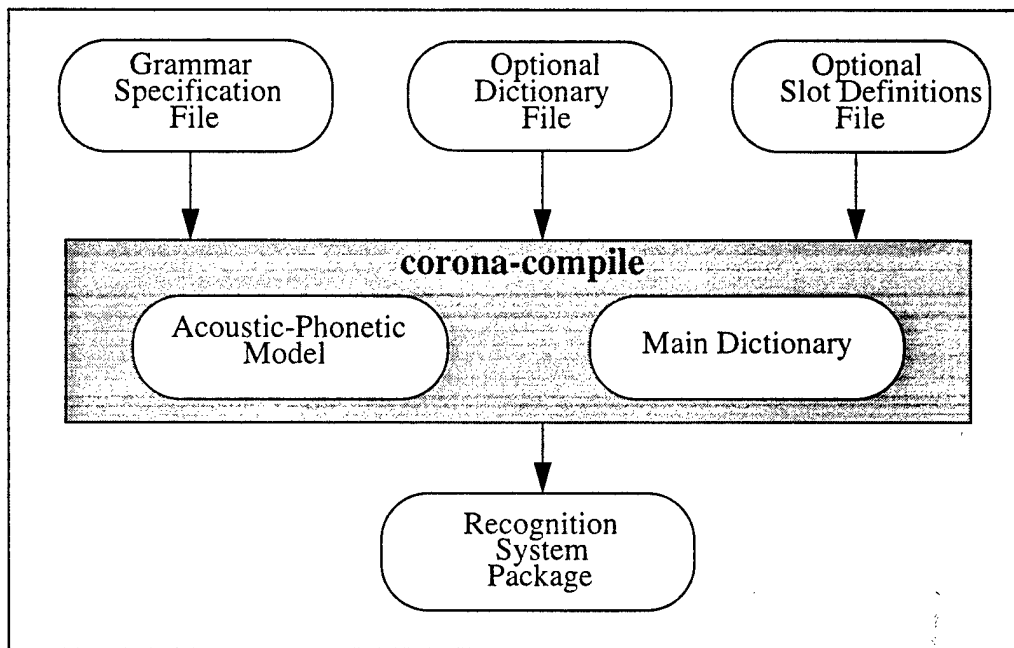 Grammar
Specification
File
Optional
Dictionary
File
Optional
Slot Definitions
File
corona-compile
Acoustic-Phonetic
Model
Main Dictionary
Recognition
System
Package